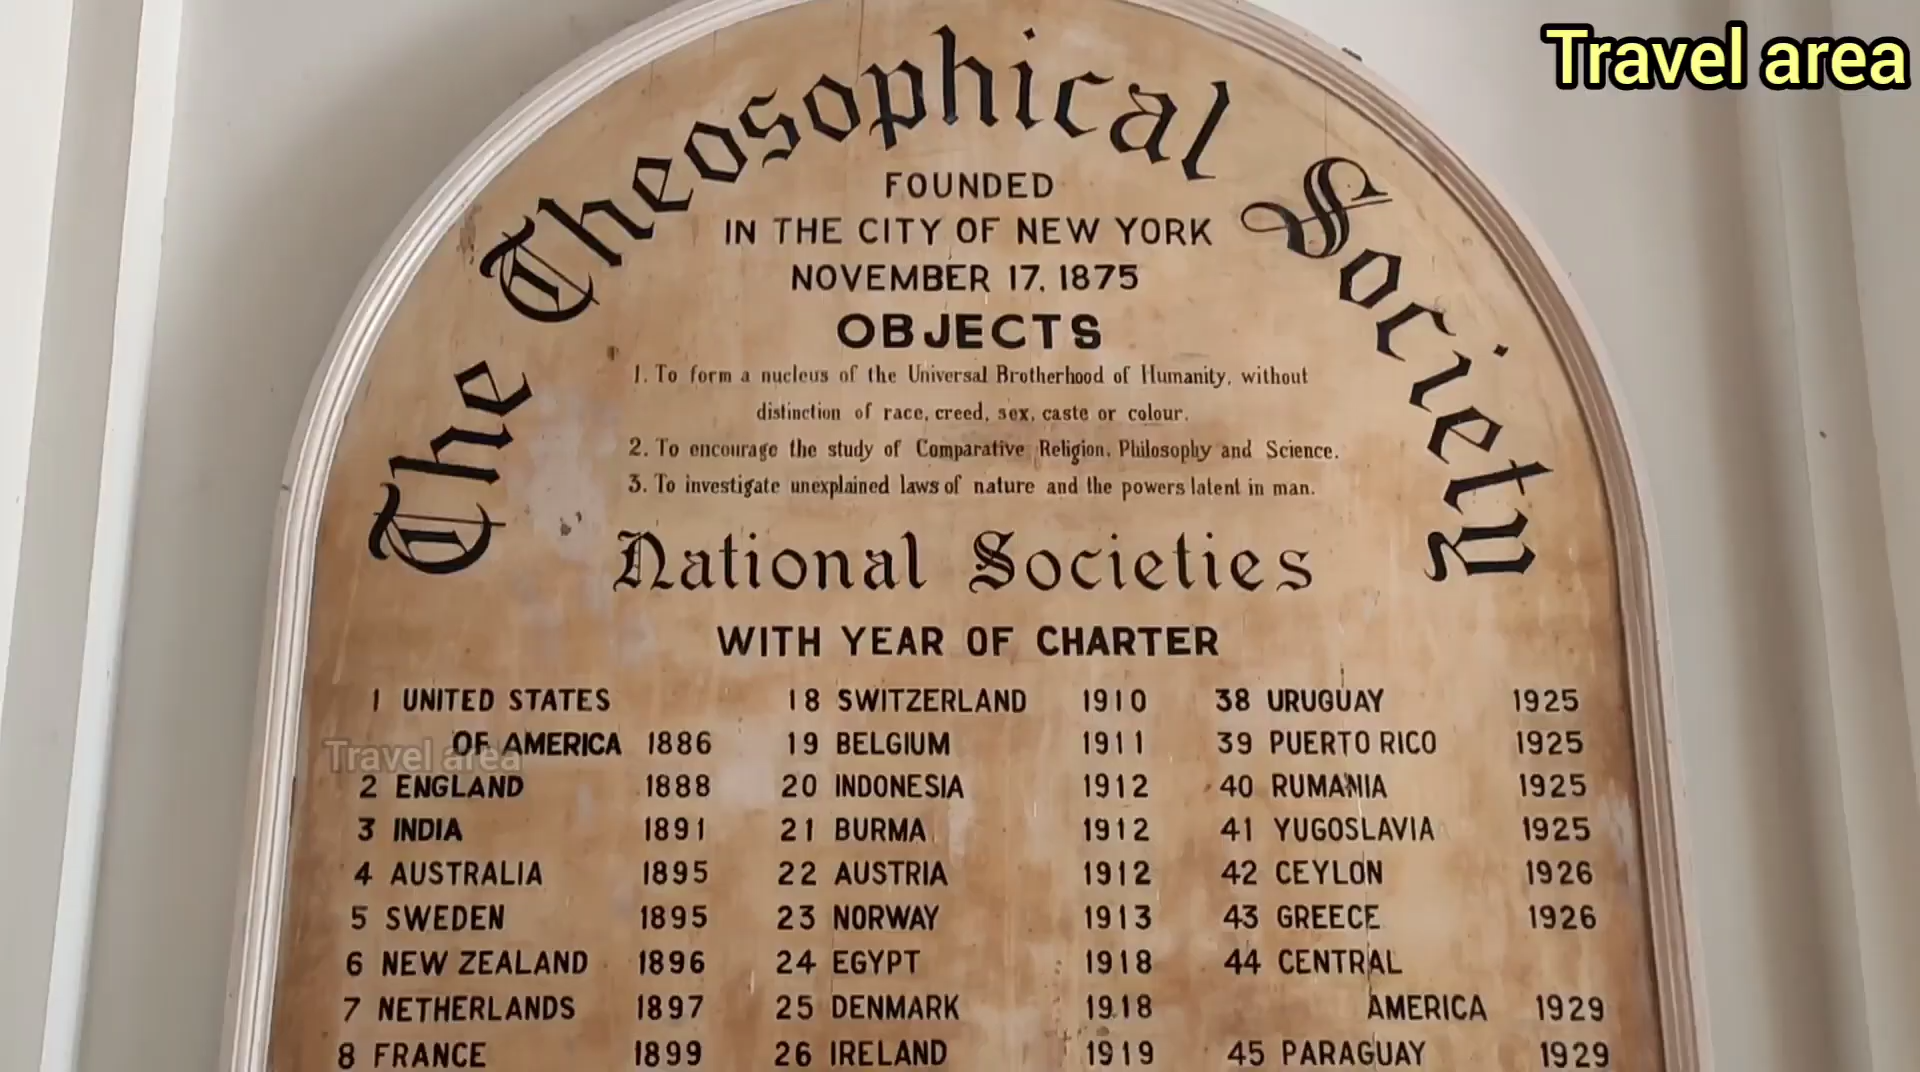 Travel area
The Theosophical Society
FOUNDED
IN THE CITY OF NEW YORK
NOVEMBER 17, 1875
OBJECTS
1. To form a nucleus of the Universal Brotherhood of Humanity, without
distinction of race, creed, sex, caste or colour.
2. To encourage the study of Comparative Religion, Philosophy and Science.
3. To investigate unexplained laws of nature and the powers latent in man.
National Societies
WITH YEAR OF CHARTER
1 UNITED STATES
OF AMERICA 1886
Travel area
2 ENGLAND 1888
3 INDIA 1891
4 AUSTRALIA 1895
5 SWEDEN 1895
6 NEW ZEALAND 1896
7 NETHERLANDS 1897
8 FRANCE 1899
18 SWITZERLAND 1910
19 BELGIUM 1911
20 INDONESIA 1912
21 BURMA 1912
22 AUSTRIA 1912
23 NORWAY 1913
24 EGYPT 1918
25 DENMARK 1918
26 IRELAND 1919
38 URUGUAY 1925
39 PUERTO RICO 1925
40 RUMANIA 1925
41 YUGOSLAVIA 1925
42 CEYLON 1926
43 GREECE 1926
44 CENTRAL
AMERICA 1929
45 PARAGUAY 1929